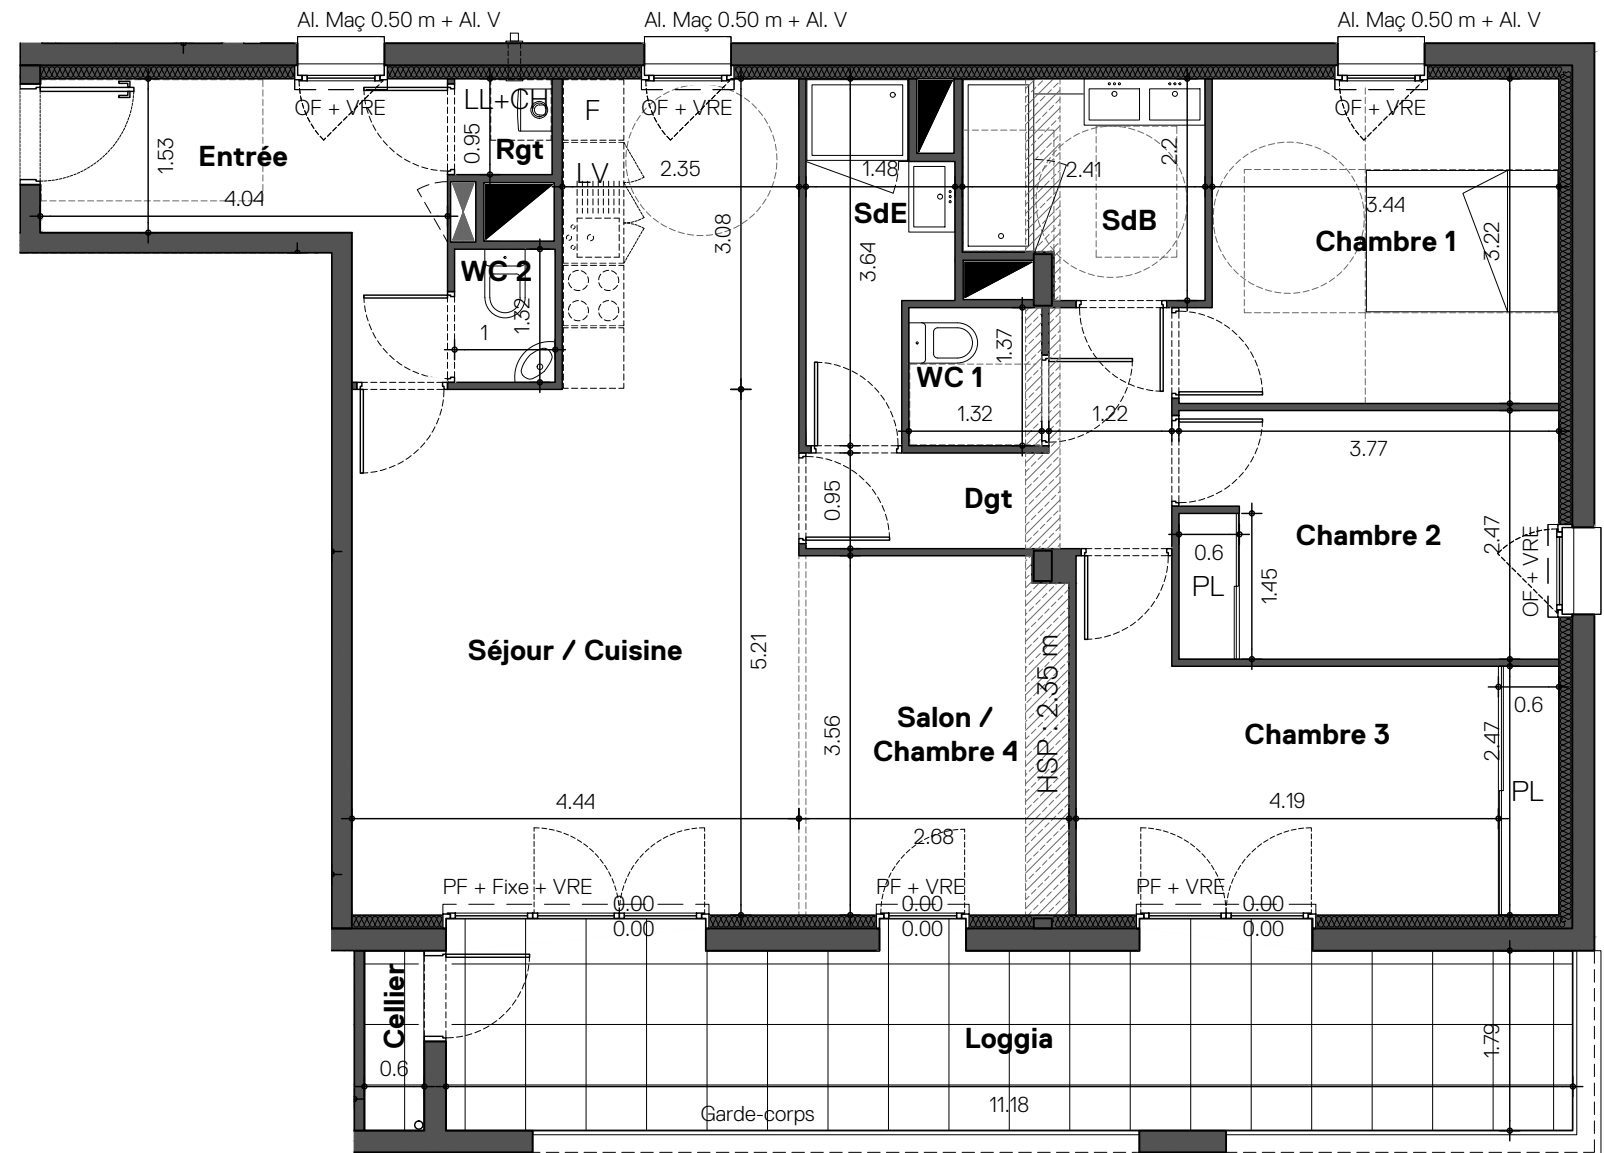 Al. Maç 0.50 m + Al. V
Al. Maç 0.50 m + Al. V
Al. Maç 0.50 m + Al. V
OF + VRE
LL+CL
F
OF + VRE
OF + VRE
1.53
Entrée
0.95
Rgt
4.04
LV
2.35
1.48
2.41
2.2
SdE
SdB
3.44
Chambre 1
3.22
3.08
3.64
WC 2
1.32
1
WC 1
1.37
1.32
1.22
3.77
Dgt
0.95
Chambre 2
2.47
OF + VRE
0.6
PL
1.45
Séjour / Cuisine
5.21
3.56
Salon /
Chambre 4
HSP : 2.35 m
Chambre 3
2.47
0.6
PL
4.44
2.68
4.19
PF + Fixe + VRE
PF + VRE
PF + VRE
0.00
0.00
0.00
0.00
0.00
0.00
Cellier
0.6
Loggia
1.79
11.18
Garde-corps